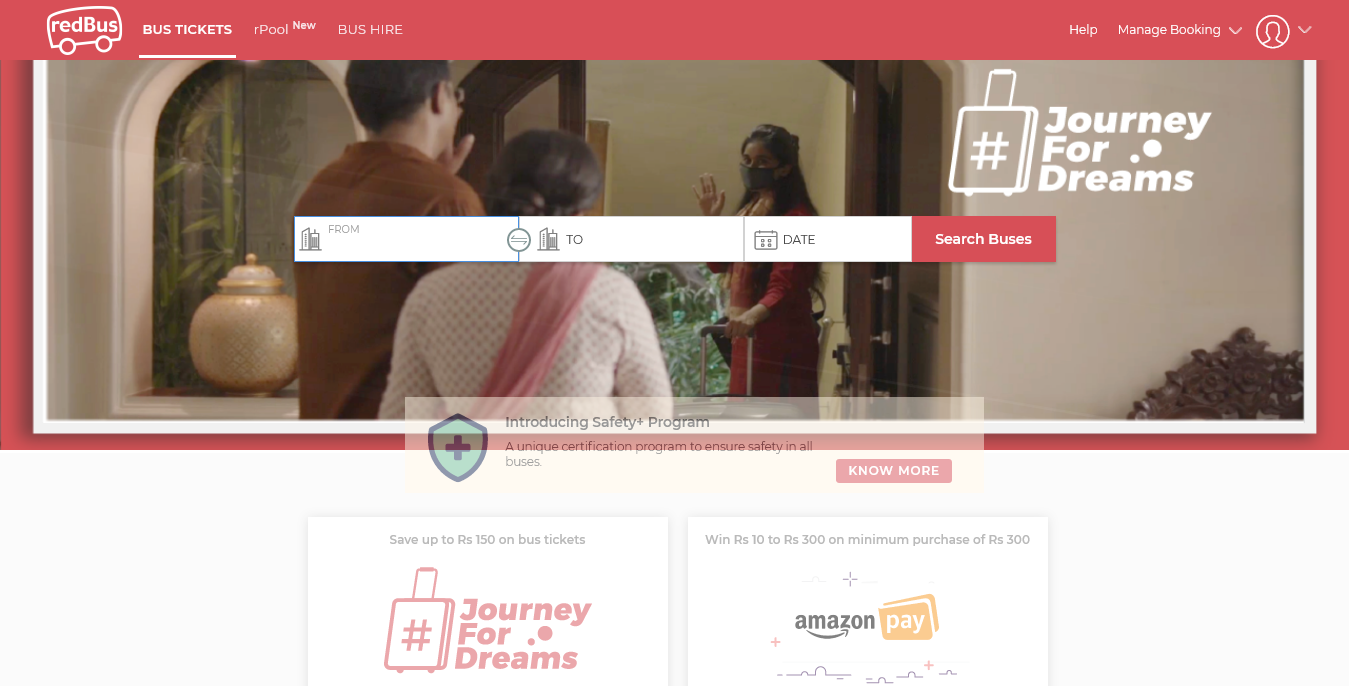 redBus
BUS TICKETS
rPool New
BUS HIRE
Help
Manage Booking
# Journey
For
Dreams
FROM
TO
DATE
Search Buses
Introducing Safety+ Program
A unique certification program to ensure safety in all
buses.
KNOW MORE
Save up to Rs 150 on bus tickets
# Journey
For
Dreams
Win Rs 10 to Rs 300 on minimum purchase of Rs 300
amazon pay